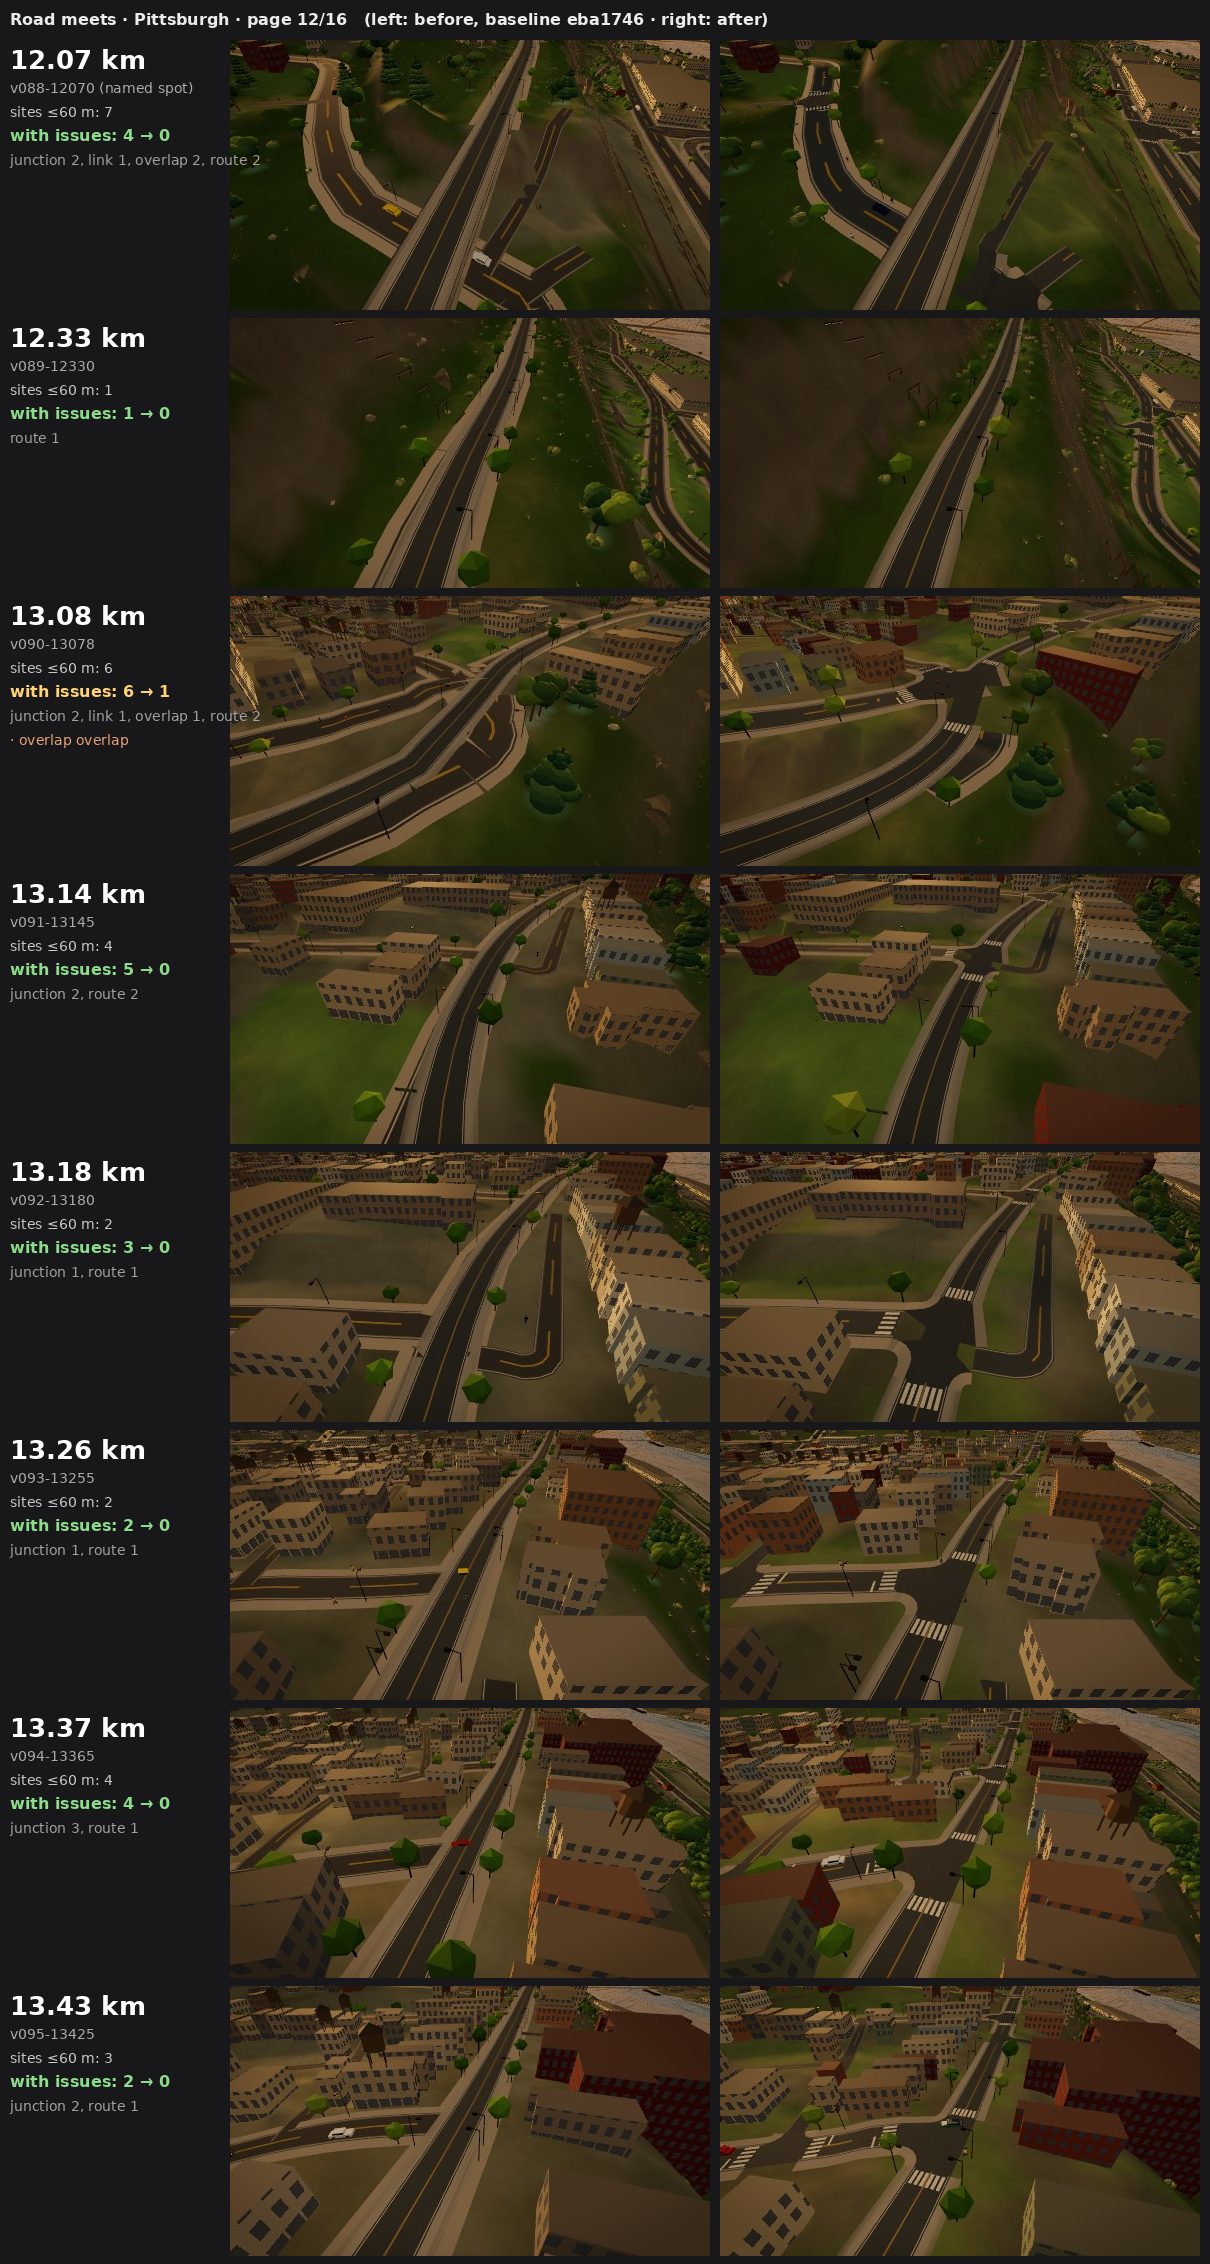 Road meets · Pittsburgh · page 12/16 (left: before, baseline eba1746 · right: after)
12.07 km
v088-12070 (named spot)
sites ≤60 m: 7
with issues: 4 → 0
junction 2, link 1, overlap 2, route 2
12.33 km
v089-12330
sites ≤60 m: 1
with issues: 1 → 0
route 1
13.08 km
v090-13078
sites ≤60 m: 6
with issues: 6 → 1
junction 2, link 1, overlap 1, route 2
· overlap overlap
13.14 km
v091-13145
sites ≤60 m: 4
with issues: 5 → 0
junction 2, route 2
13.18 km
v092-13180
sites ≤60 m: 2
with issues: 3 → 0
junction 1, route 1
13.26 km
v093-13255
sites ≤60 m: 2
with issues: 2 → 0
junction 1, route 1
13.37 km
v094-13365
sites ≤60 m: 4
with issues: 4 → 0
junction 3, route 1
13.43 km
v095-13425
sites ≤60 m: 3
with issues: 2 → 0
junction 2, route 1